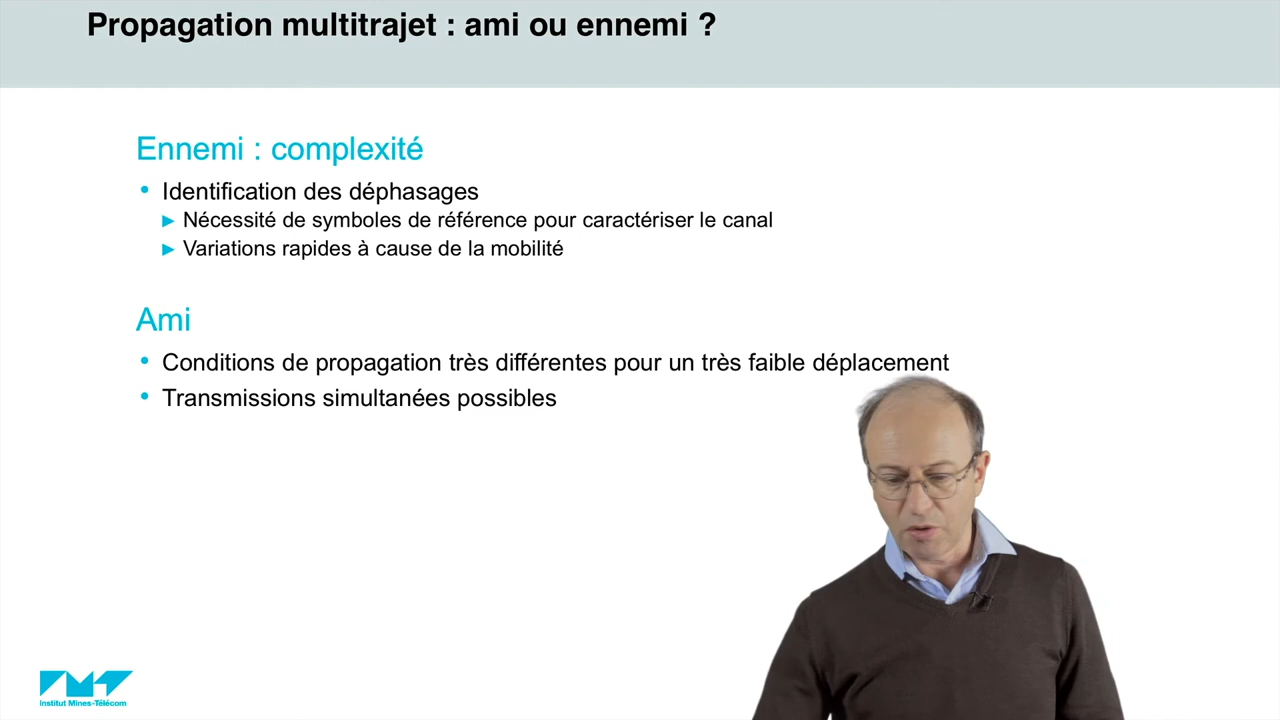 Propagation multitrajet : ami ou ennemi ?
Ennemi : complexité
• Identification des déphasages
► Nécessité de symboles de référence pour caractériser le canal
► Variations rapides à cause de la mobilité
Ami
• Conditions de propagation très différentes pour un très faible déplacement
• Transmissions simultanées possibles
Institut Mines-Télécom